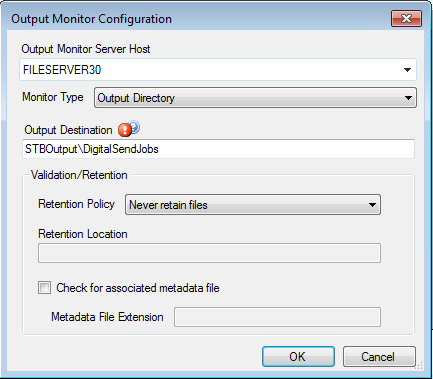 Output Monitor Configuration
Output Monitor Server Host
FILESERVER30
Monitor Type Output Directory
Output Destination
STBOutput\DigitalSendJobs
Validation/Retention
Retention Policy Never retain files
Retention Location
Check for associated metadata file
Metadata File Extension
OK Cancel